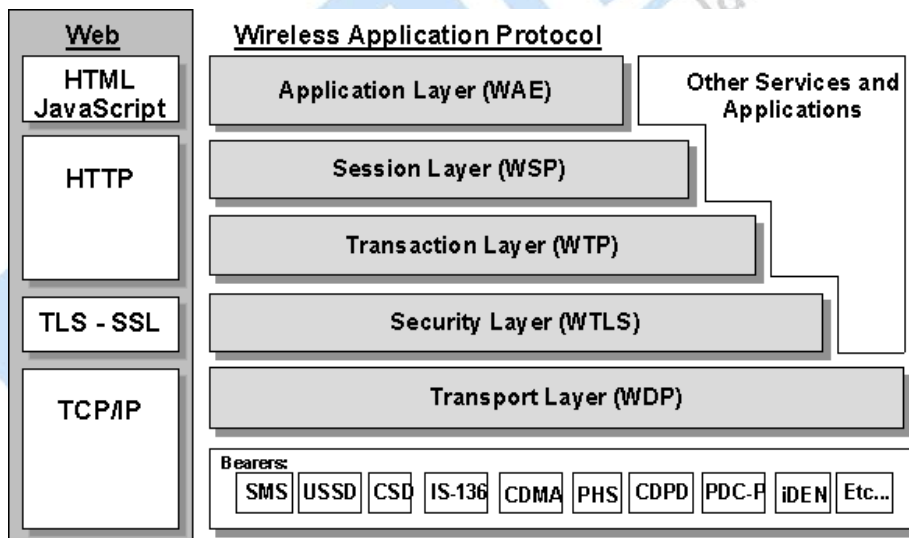 Web
Wireless Application Protocol
HTML
JavaScript
Application Layer (WAE)
Other Services and
Applications
HTTP
Session Layer (WSP)
Transaction Layer (WTP)
TLS - SSL
Security Layer (WTLS)
TCP/IP
Transport Layer (WDP)
Bearers:
SMS USSD CSD IS-136 CDMA PHS CDPD PDC-P iDEN Etc...